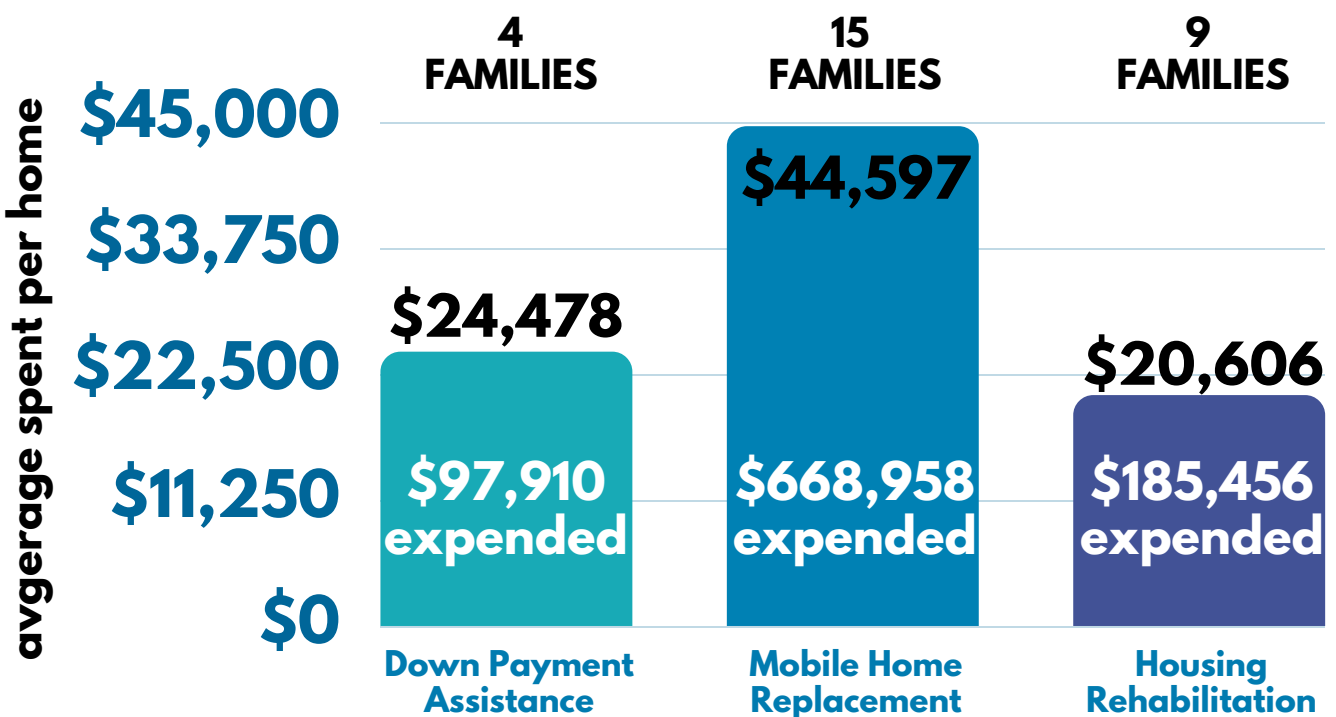 4
FAMILIES
15
FAMILIES
9
FAMILIES
avgerage spent per home
$45,000
$33,750
$22,500
$11,250
$0
$24,478
$97,910
expended
$44,597
$668,958
expended
$20,606
$185,456
expended
Down Payment
Assistance
Mobile Home
Replacement
Housing
Rehabilitation